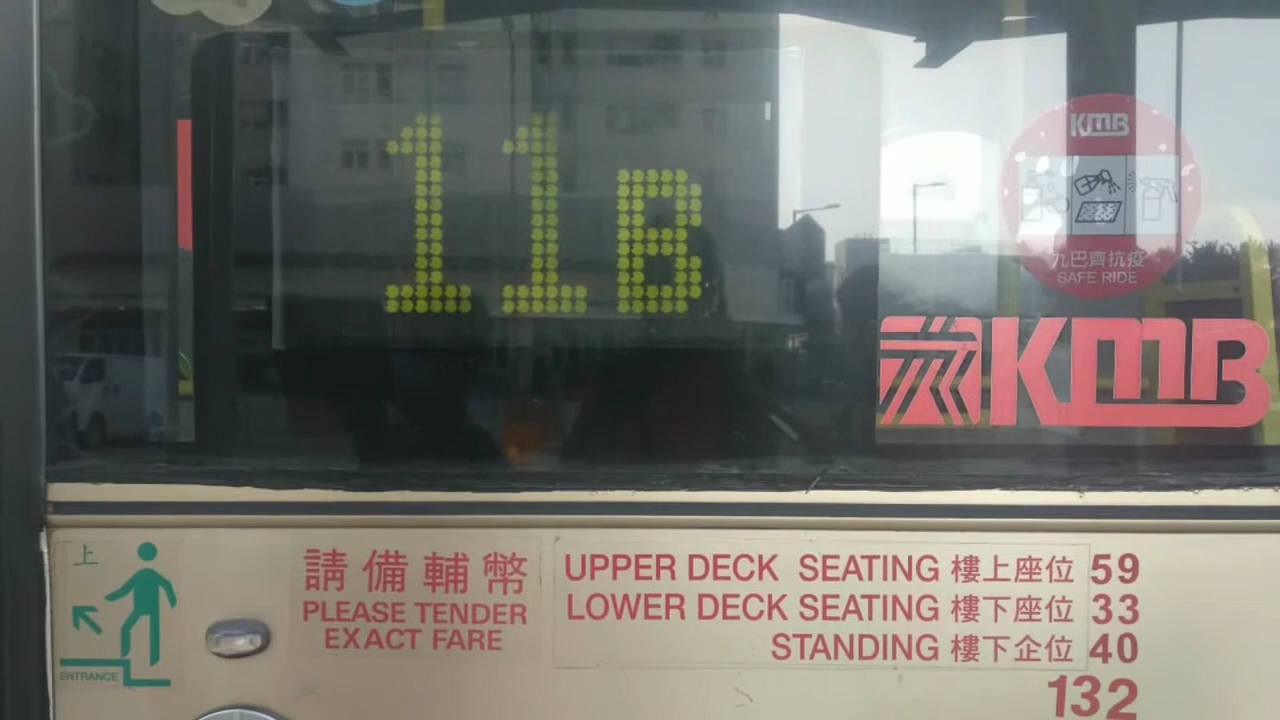 11B
KMB
九巴齊抗疫
SAFE RIDE
KMB
上
ENTRANCE
請備輔幣
PLEASE TENDER
EXACT FARE
UPPER DECK SEATING 樓上座位 59
LOWER DECK SEATING 樓下座位 33
STANDING 樓下企位 40
132